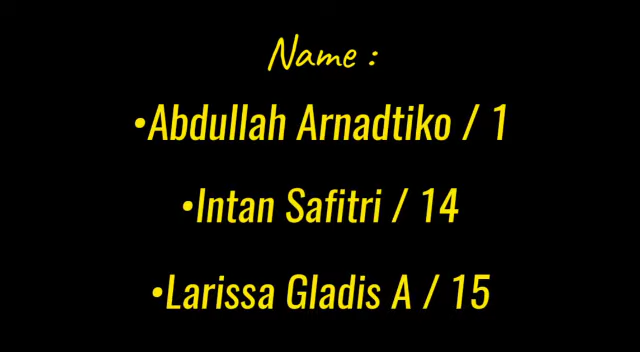 Name :
•Abdullah Arnadtiko / 1
•Intan Safitri / 14
•Larissa Gladis A / 15